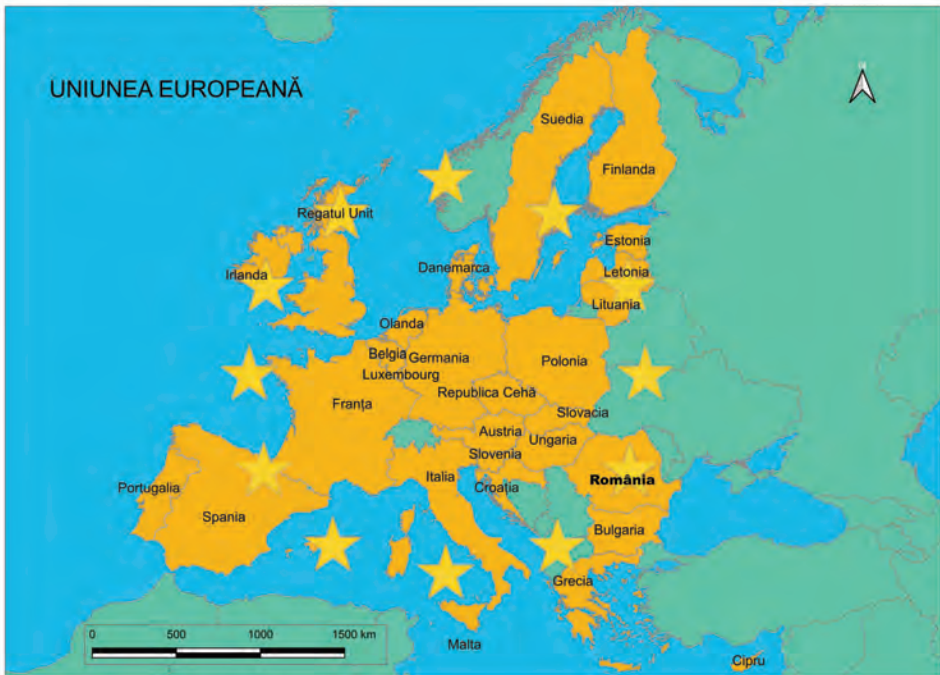 UNIUNEA EUROPEANĂ
N
Suedia
Finlanda
Regatul Unit
Estonia
Danemarca
Letonia
Irlanda
Lituania
Olanda
Belgia
Germania
Polonia
Luxembourg
Republica Cehă
Franța
Slovacia
Austria
Ungaria
Slovenia
Italia
România
Croația
Portugalia
Spania
Bulgaria
Grecia
0 500 1000 1500 km
Malta
Cipru